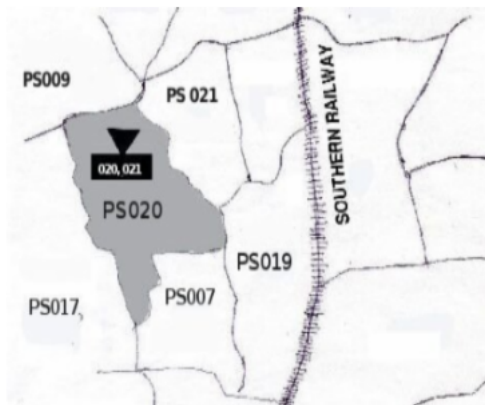 PS009
PS 021
020, 021
PS020
SOUTHERN RAILWAY
PS019
PS007
PS017